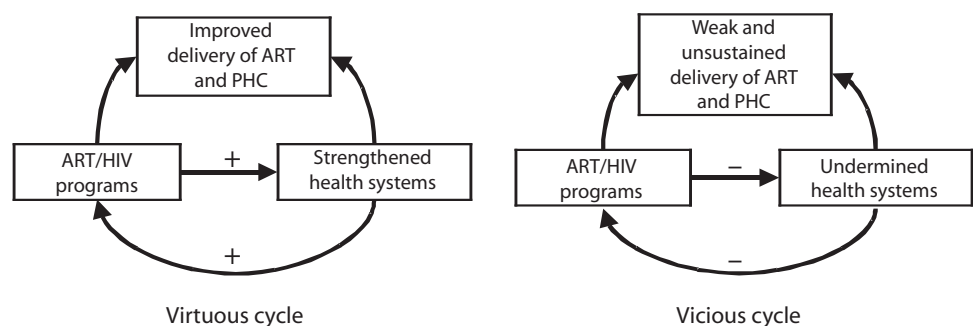 Improved
delivery of ART
and PHC
ART/HIV
programs
+
Strengthened
health systems
+
Virtuous cycle
Weak and
unsustained
delivery of ART
and PHC
ART/HIV
programs
–
Undermined
health systems
–
Vicious cycle